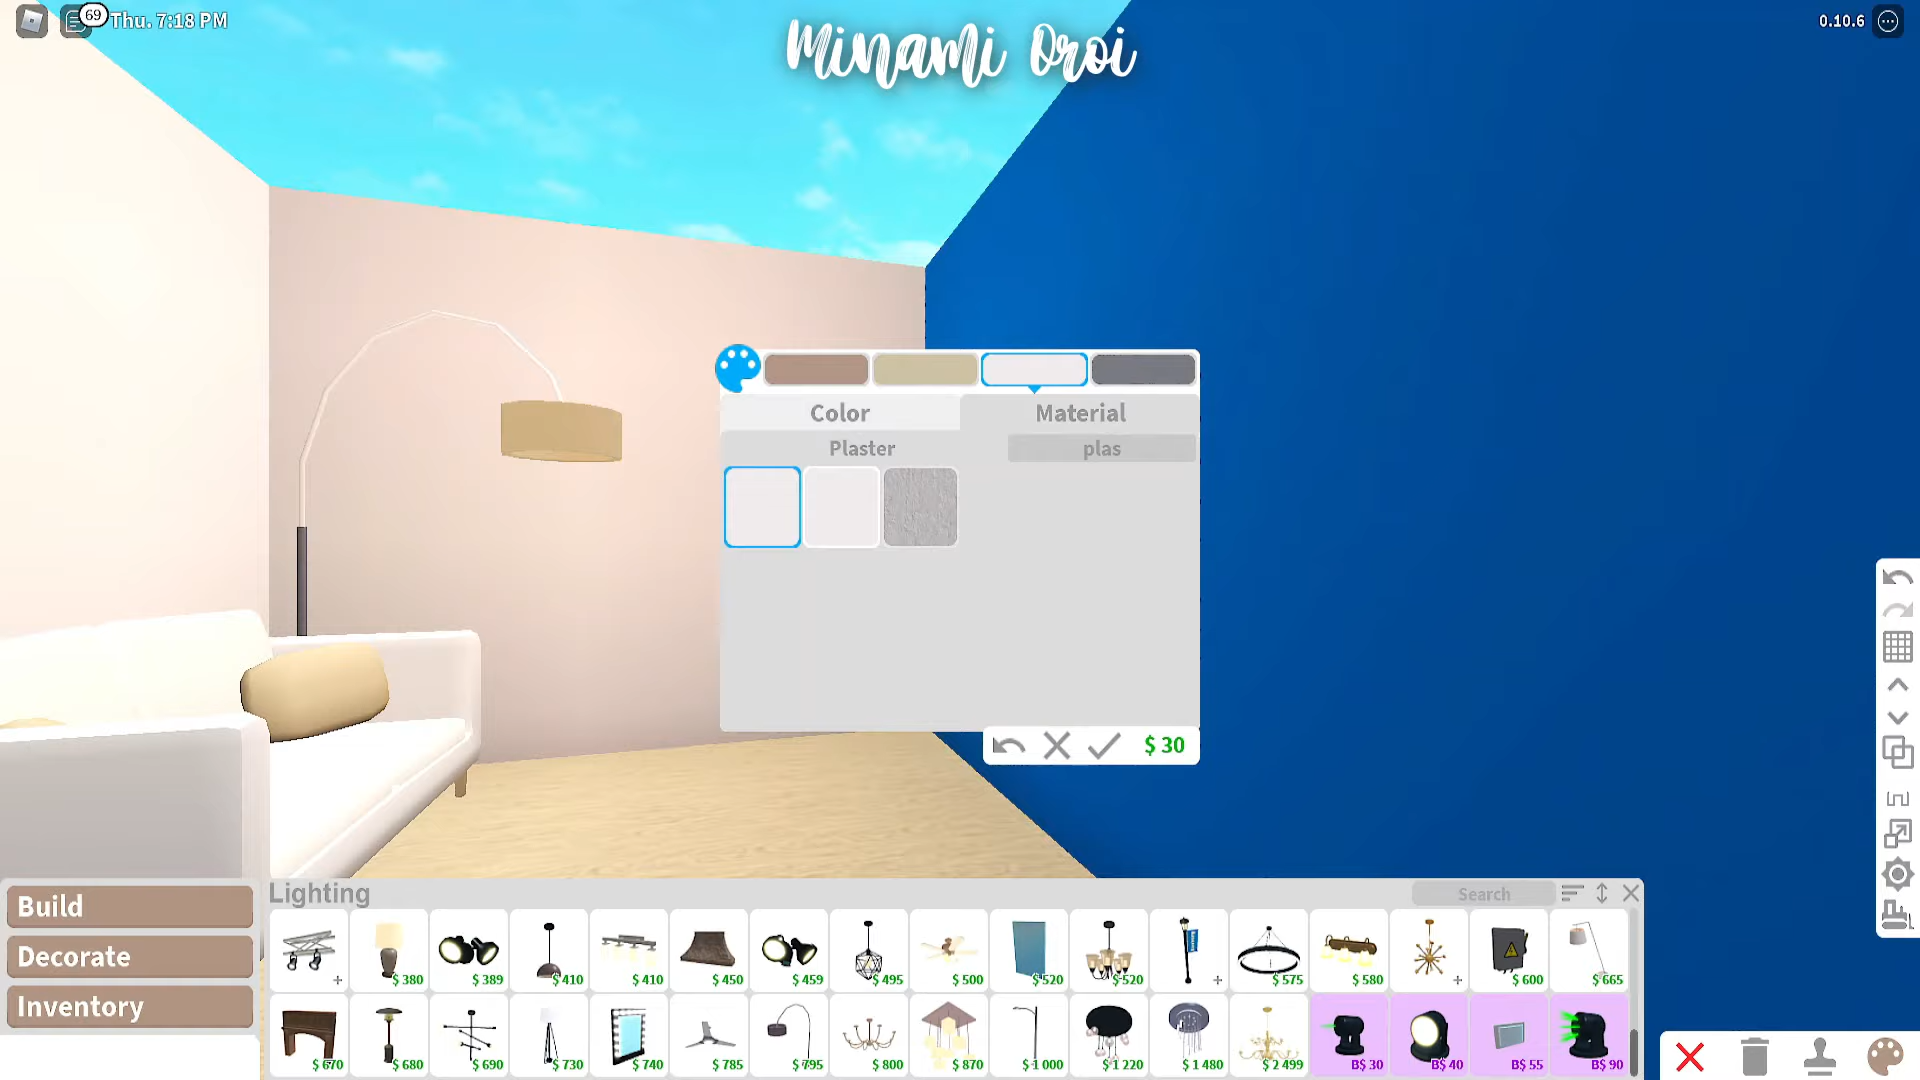 69
Thu. 7:18 PM
Minami Oroi
0.10.6
Color
Material
Plaster
plas
$ 30
Build
Decorate
Inventory
Lighting
Search
$ 380
$ 389
$ 410
$ 410
$ 450
$ 459
$ 495
$ 500
$ 520
$ 520
$ 575
$ 580
$ 600
$ 665
$ 670
$ 680
$ 690
$ 730
$ 740
$ 785
$ 795
$ 800
$ 870
$ 1 000
$ 1 220
$ 1 480
$ 2 499
B$ 30
B$ 40
B$ 55
B$ 90